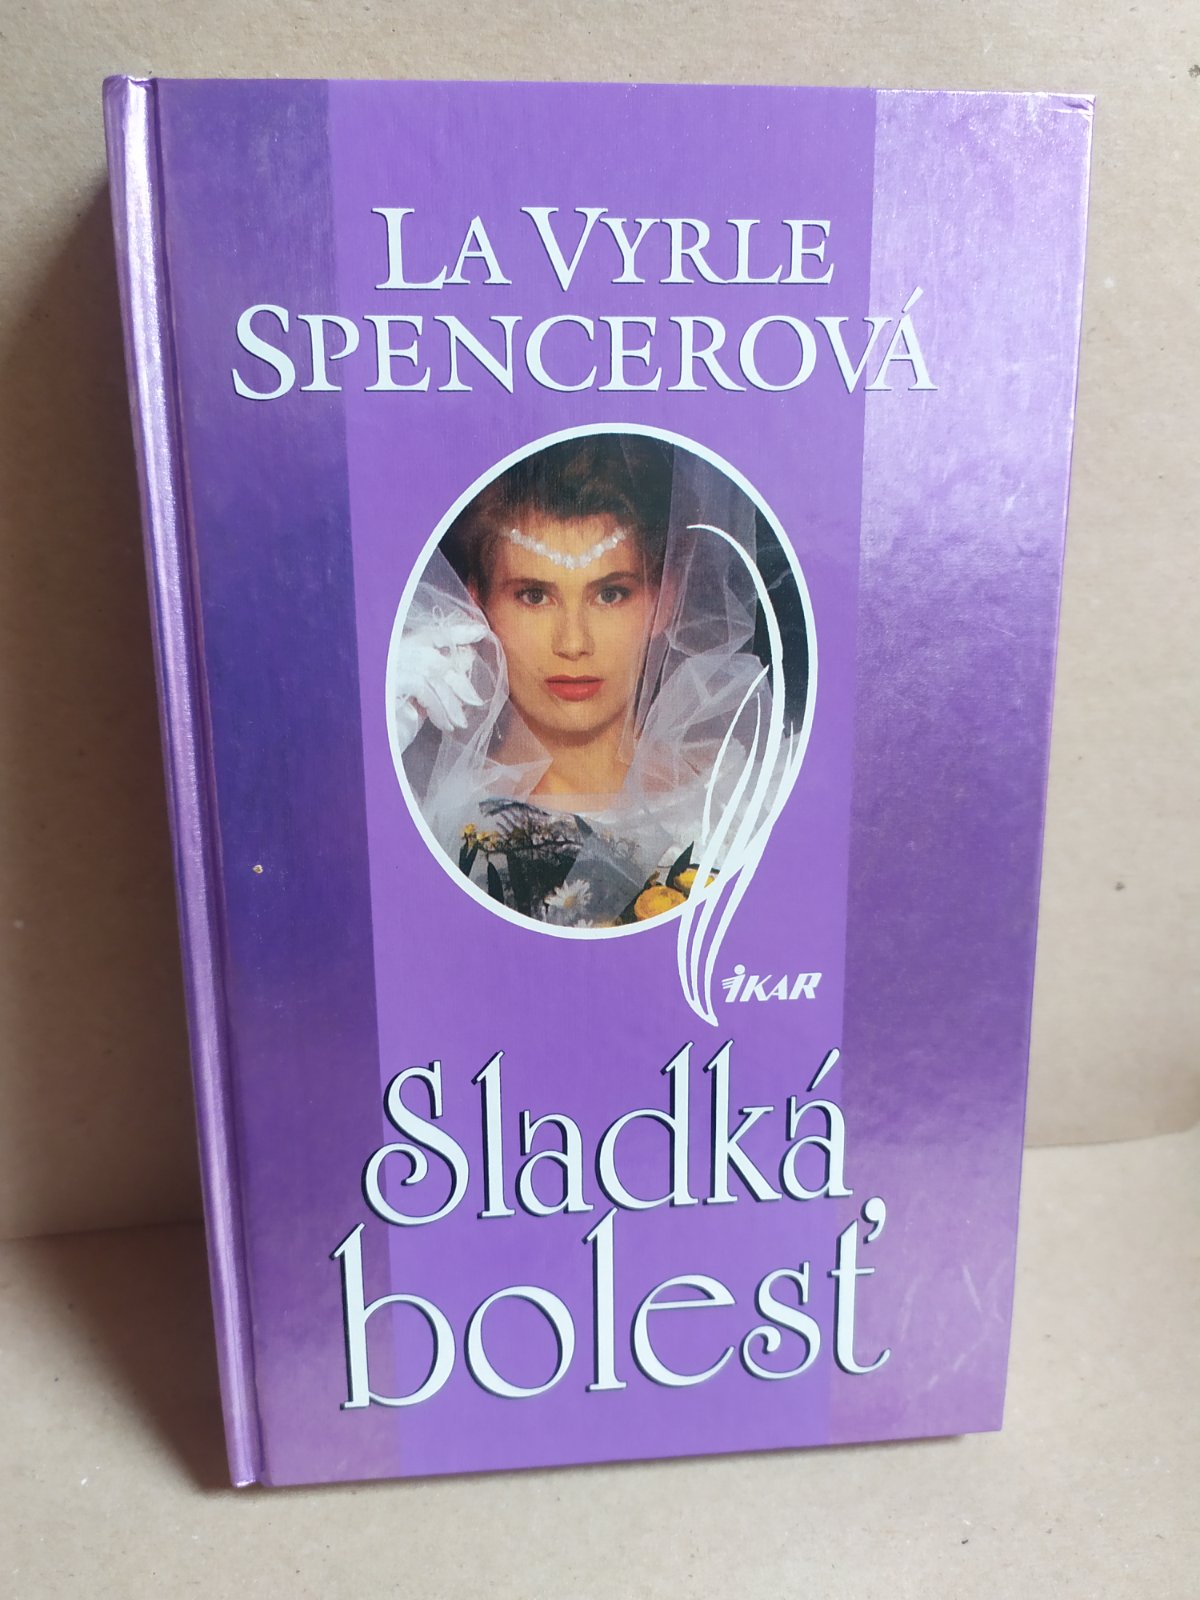 LA VYRLE
SPENCEROVÁ
IKAR
Sladká
bolesť